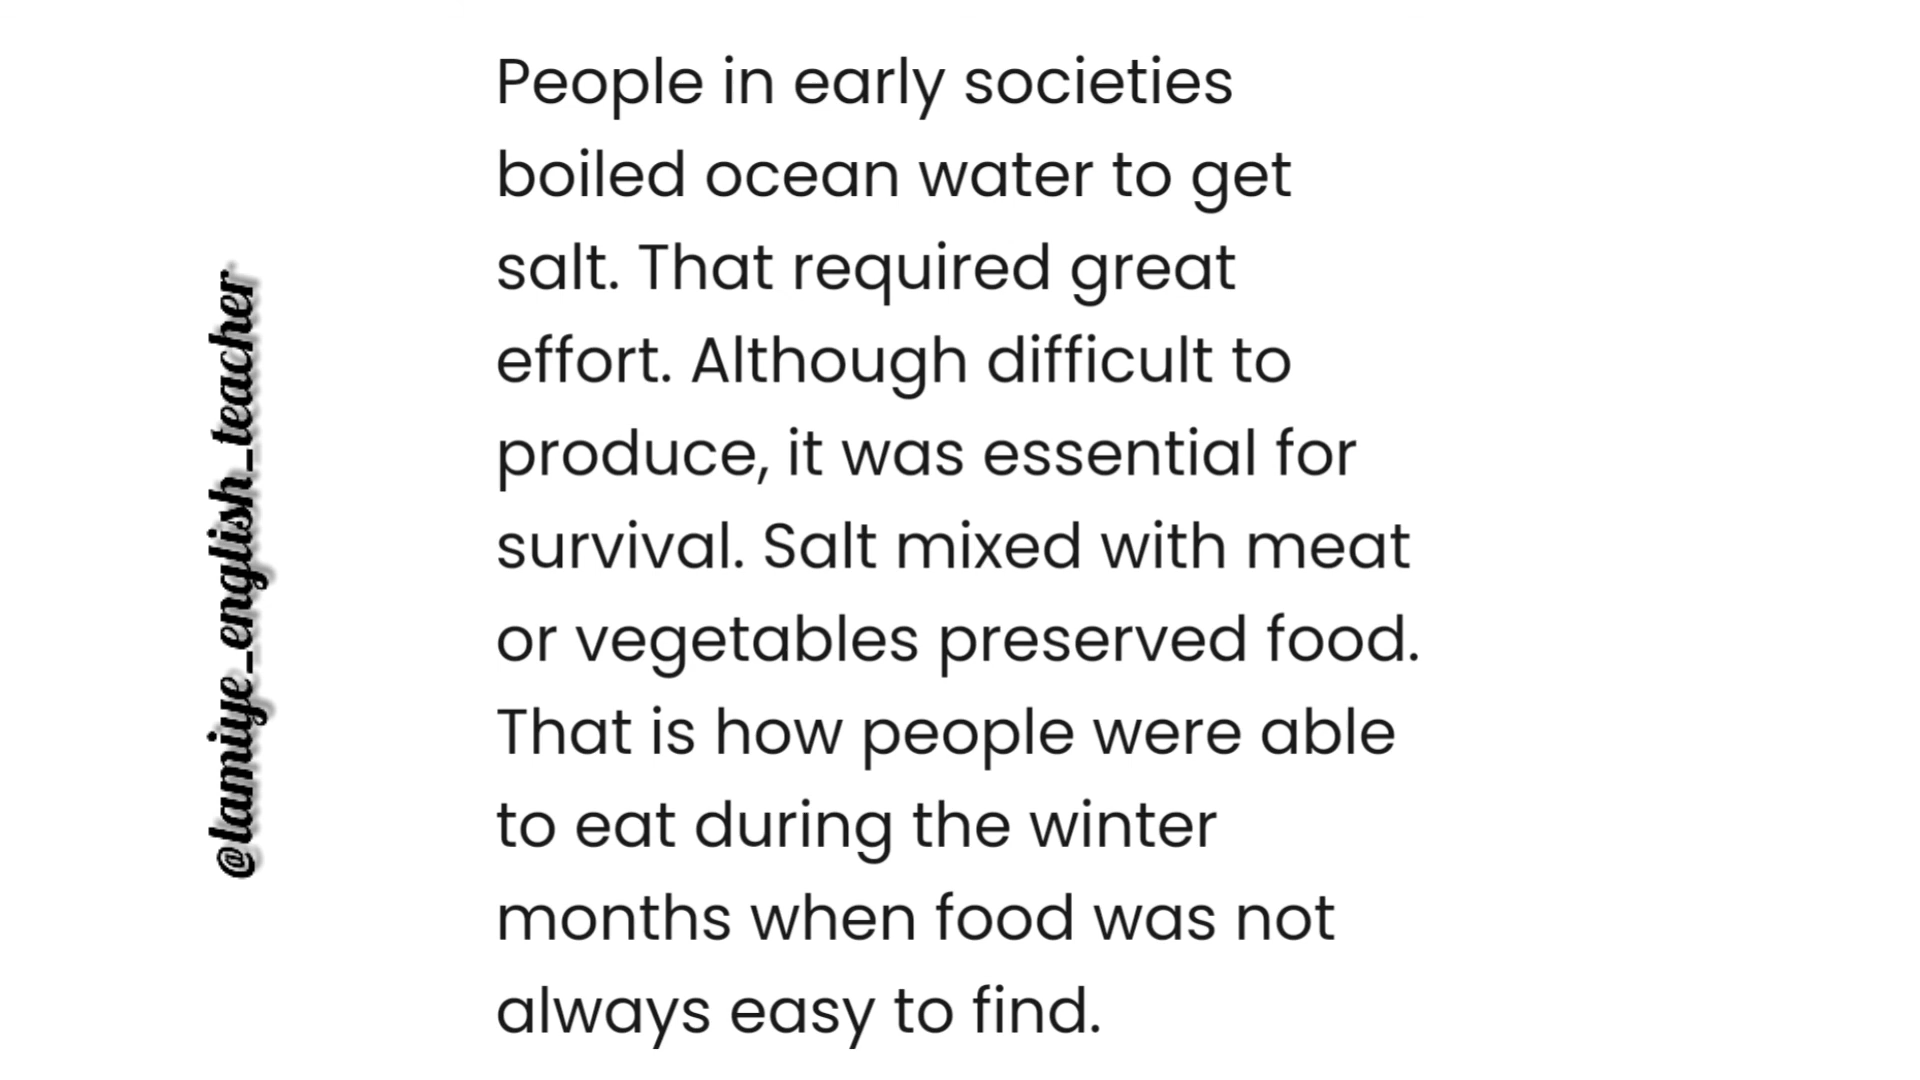 People in early societies
boiled ocean water to get
salt. That required great
effort. Although difficult to
produce, it was essential for
survival. Salt mixed with meat
or vegetables preserved food.
That is how people were able
to eat during the winter
months when food was not
always easy to find.
@lamiye_english_teacher